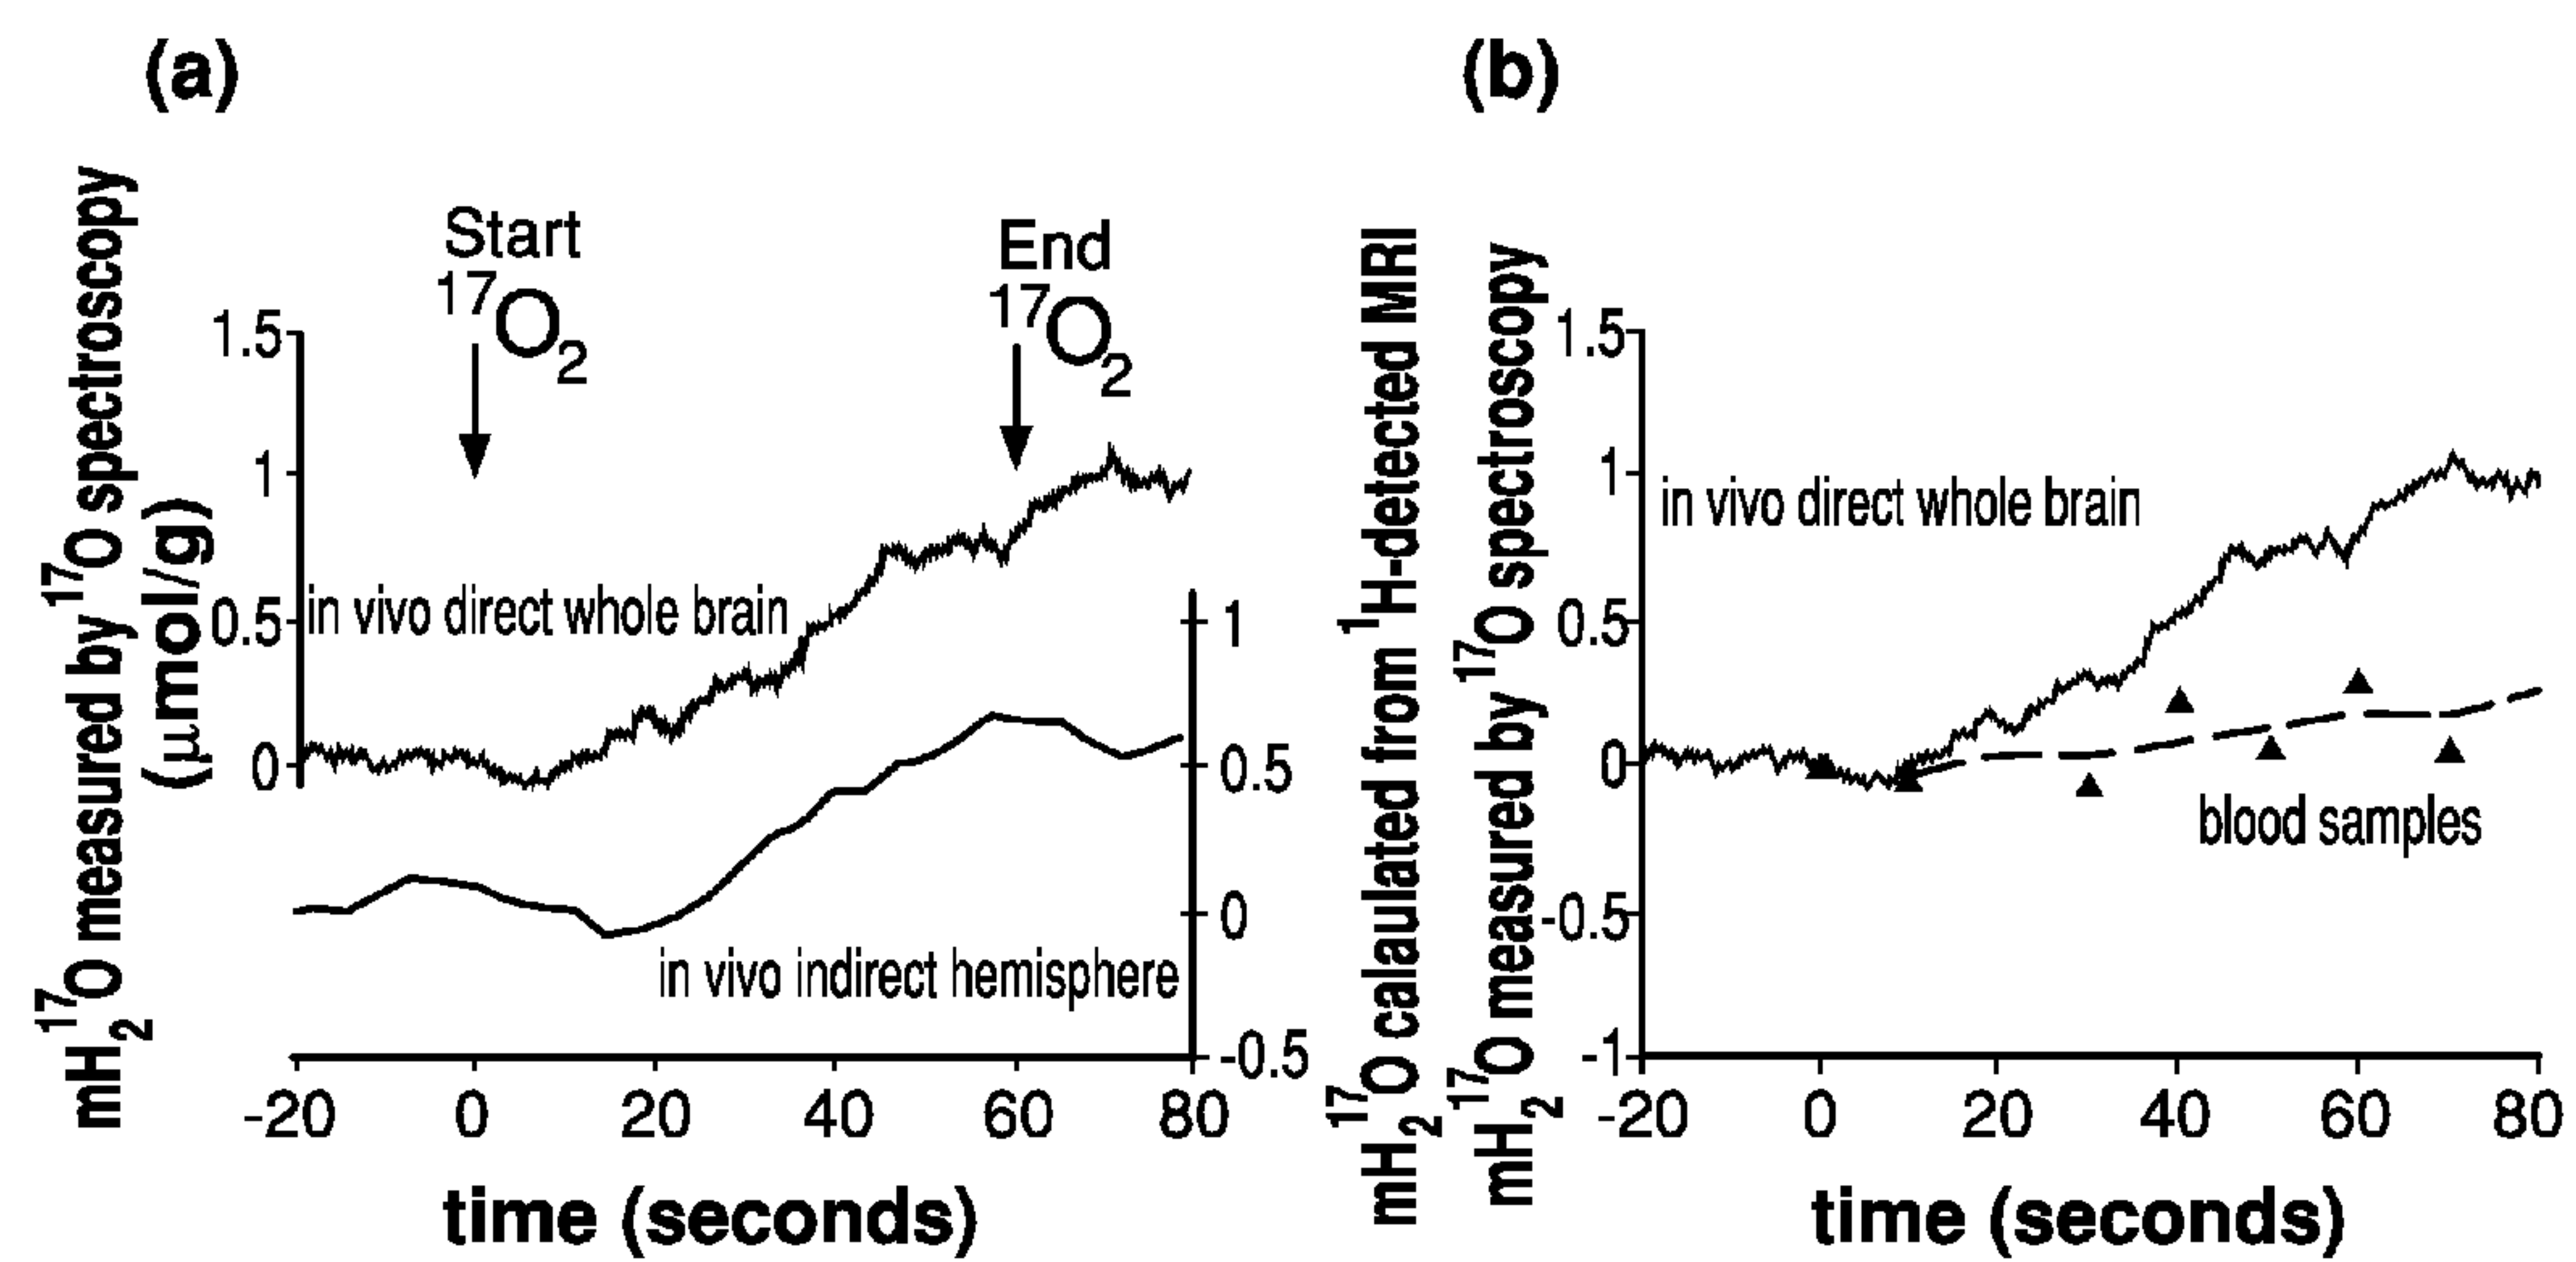 (a)
mH₂¹⁷O measured by ¹⁷O spectroscopy
(µmol/g)
Start
¹⁷O₂
End
¹⁷O₂
1.5
1
0.5
0
in vivo direct whole brain
1
0.5
0
-0.5
in vivo indirect hemisphere
-20 0 20 40 60 80
time (seconds)
mH₂¹⁷O calaulated from ¹H-detected MRI
(b)
mH₂¹⁷O measured by ¹⁷O spectroscopy
1.5
1
0.5
0
-0.5
-1
in vivo direct whole brain
blood samples
-20 0 20 40 60 80
time (seconds)